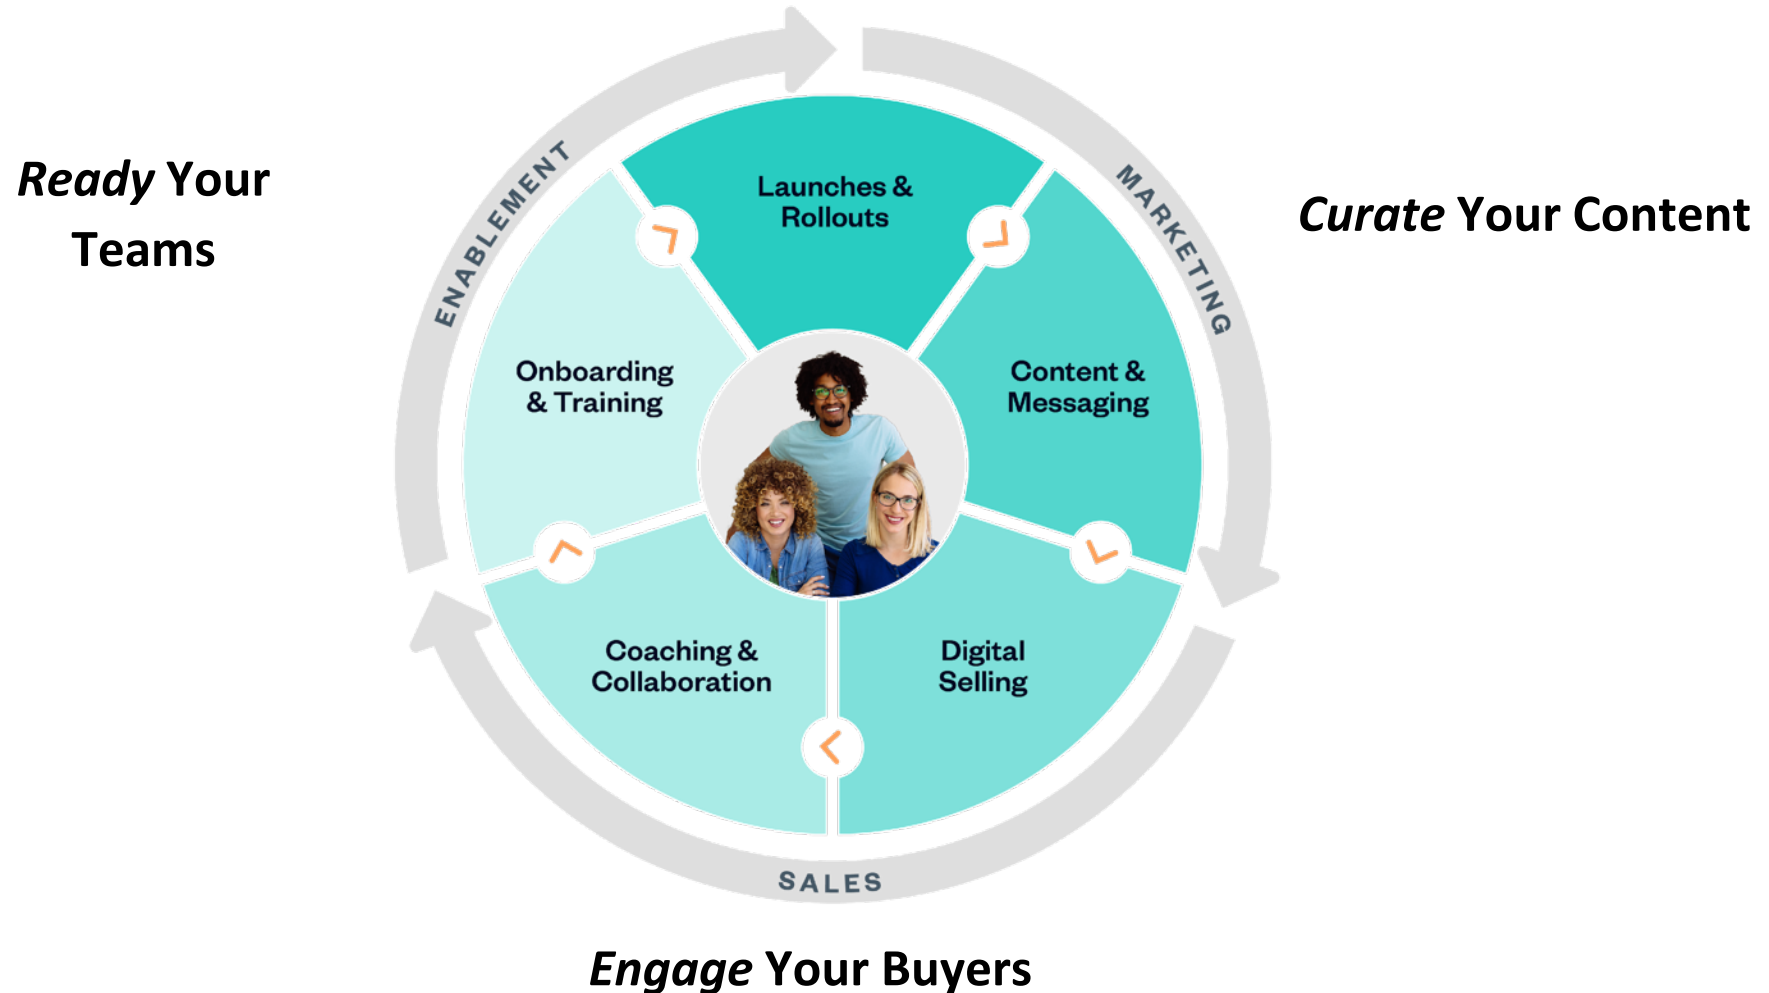 Ready Your
Teams
Curate Your Content
ENABLEMENT
MARKETING
Launches &
Rollouts
Onboarding
& Training
Content &
Messaging
Coaching &
Collaboration
Digital
Selling
SALES
Engage Your Buyers